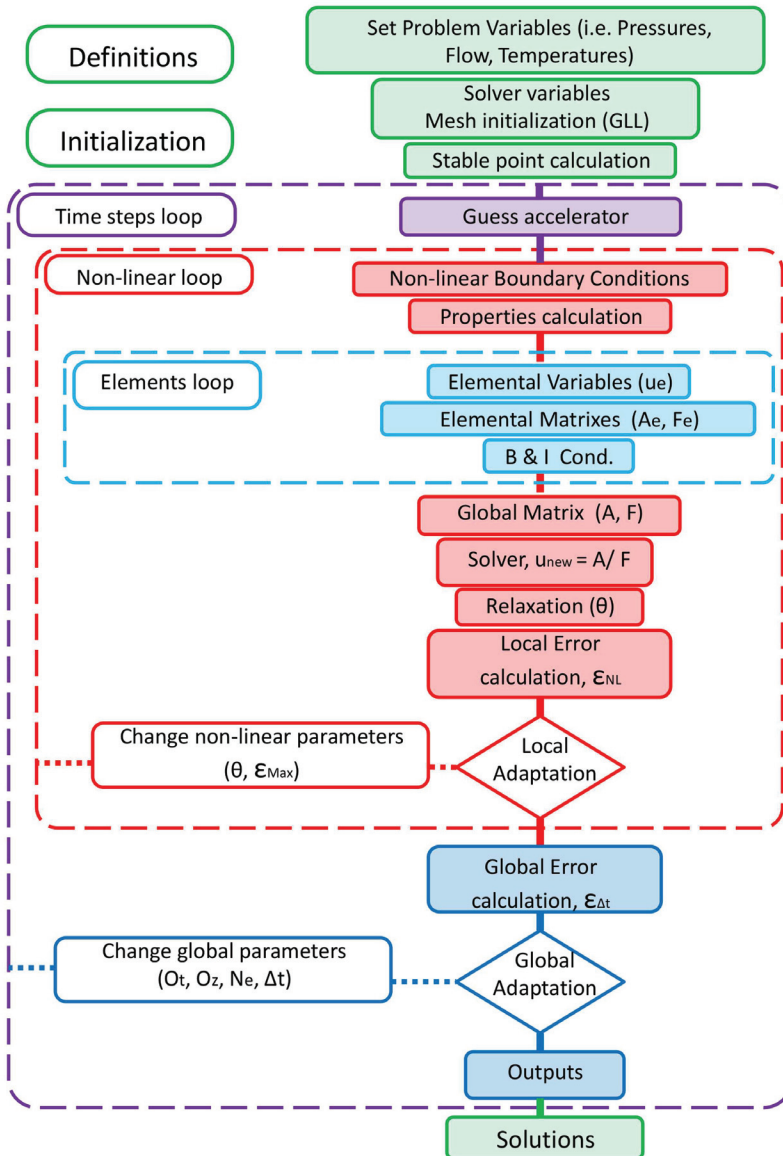 Definitions
Set Problem Variables (i.e. Pressures,
Flow, Temperatures)
Initialization
Solver variables
Mesh initialization (GLL)
Stable point calculation
Time steps loop
Guess accelerator
Non-linear loop
Non-linear Boundary Conditions
Properties calculation
Elements loop
Elemental Variables (ue)
Elemental Matrixes (Ae, Fe)
B & I Cond.
Global Matrix (A, F)
Solver, unew = A/ F
Relaxation (θ)
Local Error
calculation, εNL
Change non-linear parameters
(θ, εMax)
Local
Adaptation
Global Error
calculation, εΔt
Change global parameters
(Ot, Oz, Ne, Δt)
Global
Adaptation
Outputs
Solutions